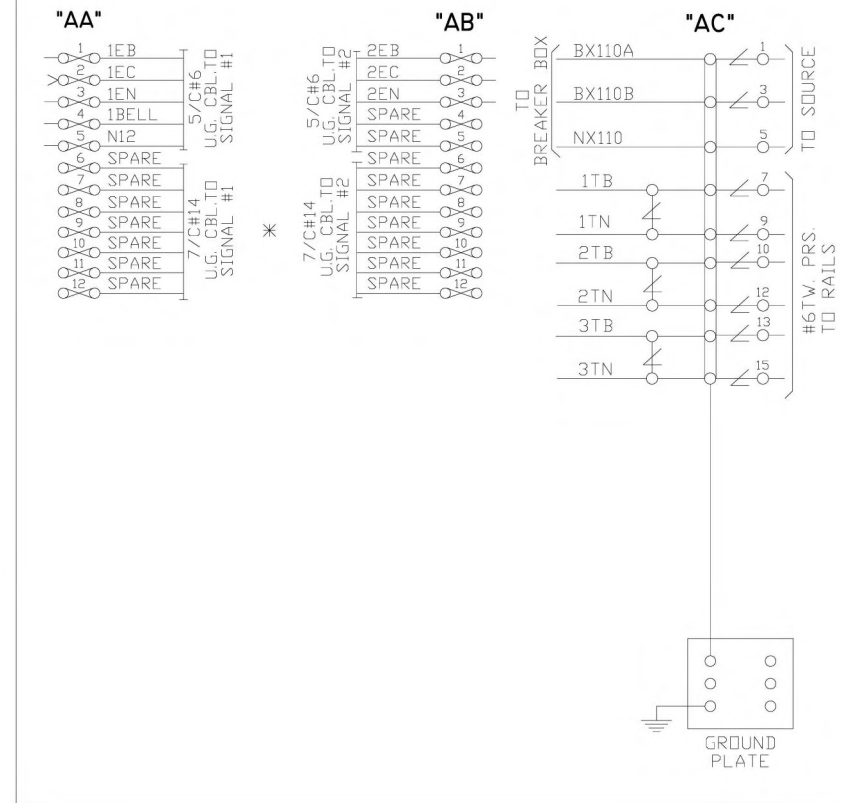 "AA"
1 1EB
2 1EC
3 1EN
4 1BELL
5 N12
6 SPARE
7 SPARE
8 SPARE
9 SPARE
10 SPARE
11 SPARE
12 SPARE
5/C#6
U.G. CBL.TO
SIGNAL #1
7/C#14
U.G. CBL.TO
SIGNAL #1
*
"AB"
5/C#6
U.G. CBL.TO
SIGNAL #2
7/C#14
U.G. CBL.TO
SIGNAL #2
2EB 1
2EC 2
2EN 3
SPARE 4
SPARE 5
SPARE 6
SPARE 7
SPARE 8
SPARE 9
SPARE 10
SPARE 11
SPARE 12
"AC"
TO
BREAKER BOX
BX110A 1
BX110B 3
NX110 5
TO SOURCE
1TB 7
1TN 9
2TB 10
2TN 12
3TB 13
3TN 15
#6TW. PRS.
TO RAILS
GROUND
PLATE